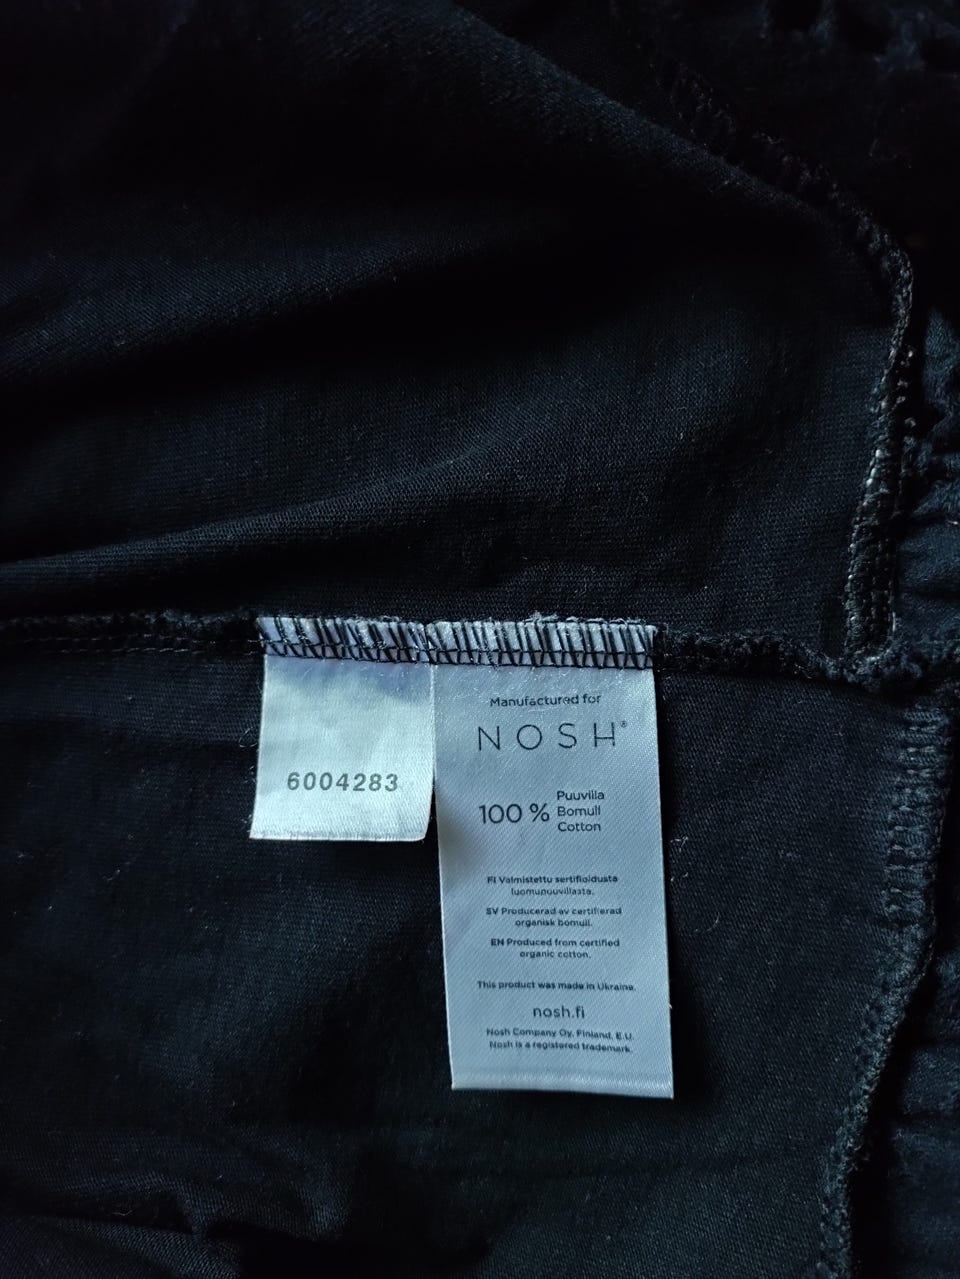 6004283
Manufactured for
NOSH®
100 % Puuvilla
Bomull
Cotton
FI Valmistettu sertifioidusta
luomupuuvillasta.
SV Producerad av certifierad
organisk bomull.
EN Produced from certified
organic cotton.
This product was made in Ukraine.
nosh.fi
Nosh Company Oy, Finland, E.U.
Nosh is a registered trademark.